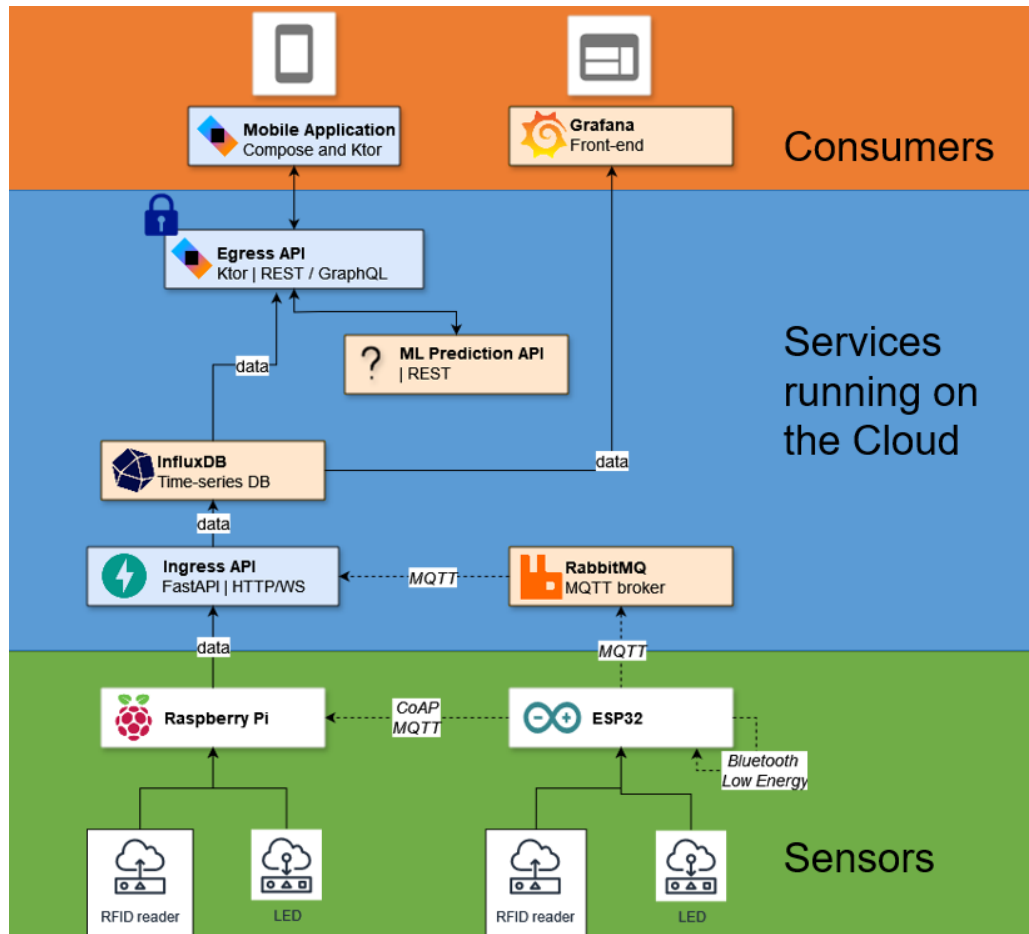 Mobile Application
Compose and Ktor
Grafana
Front-end
Consumers
Egress API
Ktor | REST / GraphQL
?
ML Prediction API
| REST
data
Services
running on
the Cloud
InfluxDB
Time-series DB
data
data
Ingress API
FastAPI | HTTP/WS
MQTT
RabbitMQ
MQTT broker
data
MQTT
Raspberry Pi
CoAP
MQTT
ESP32
Bluetooth
Low Energy
Sensors
RFID reader
LED
RFID reader
LED